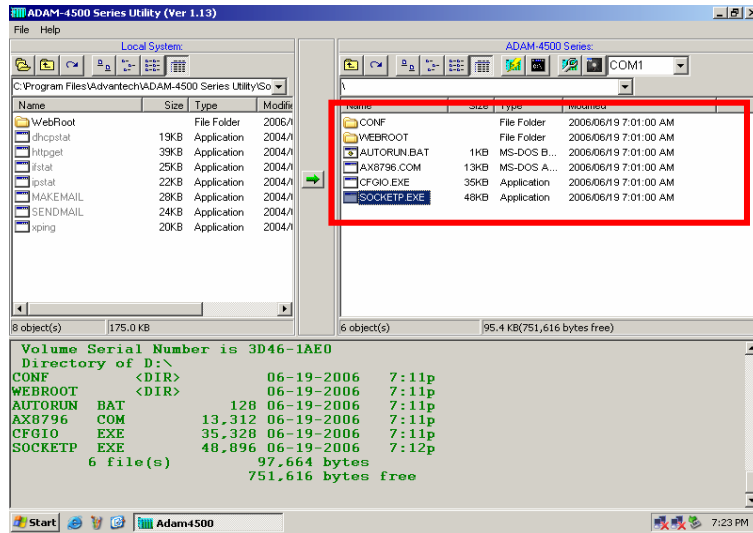 ADAM-4500 Series Utility (Ver 1.13)
File Help
Local System:
ADAM-4500 Series:
COM1
C:\Program Files\Advantech\ADAM-4500 Series Utility\So
\
Name Size Type Modifie
WebRoot File Folder 2006/
dhcpstat 19KB Application 2004/
httpget 39KB Application 2004/
ifstat 25KB Application 2004/
ipstat 22KB Application 2004/
MAKEMAIL 28KB Application 2004/
SENDMAIL 24KB Application 2004/
xping 20KB Application 2004/
Name Size Type Modified
CONF File Folder 2006/06/19 7:01:00 AM
WEBROOT File Folder 2006/06/19 7:01:00 AM
AUTORUN.BAT 1KB MS-DOS B... 2006/06/19 7:01:00 AM
AX8796.COM 13KB MS-DOS A... 2006/06/19 7:01:00 AM
CFGIO.EXE 35KB Application 2006/06/19 7:01:00 AM
SOCKETP.EXE 48KB Application 2006/06/19 7:01:00 AM
8 object(s) 175.0 KB
6 object(s) 95.4 KB(751,616 bytes free)
Volume Serial Number is 3D46-1AE0
Directory of D:\
CONF <DIR> 06-19-2006 7:11p
WEBROOT <DIR> 06-19-2006 7:11p
AUTORUN BAT 128 06-19-2006 7:11p
AX8796 COM 13,312 06-19-2006 7:11p
CFGIO EXE 35,328 06-19-2006 7:11p
SOCKETP EXE 48,896 06-19-2006 7:12p
6 file(s) 97,664 bytes
751,616 bytes free
Start Adam4500 7:23 PM